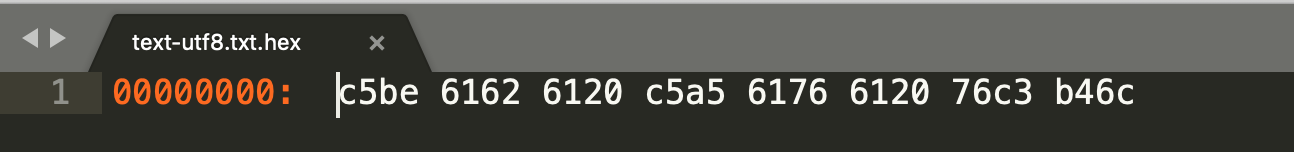 text-utf8.txt.hex ×
1 00000000: c5be 6162 6120 c5a5 6176 6120 76c3 b46c